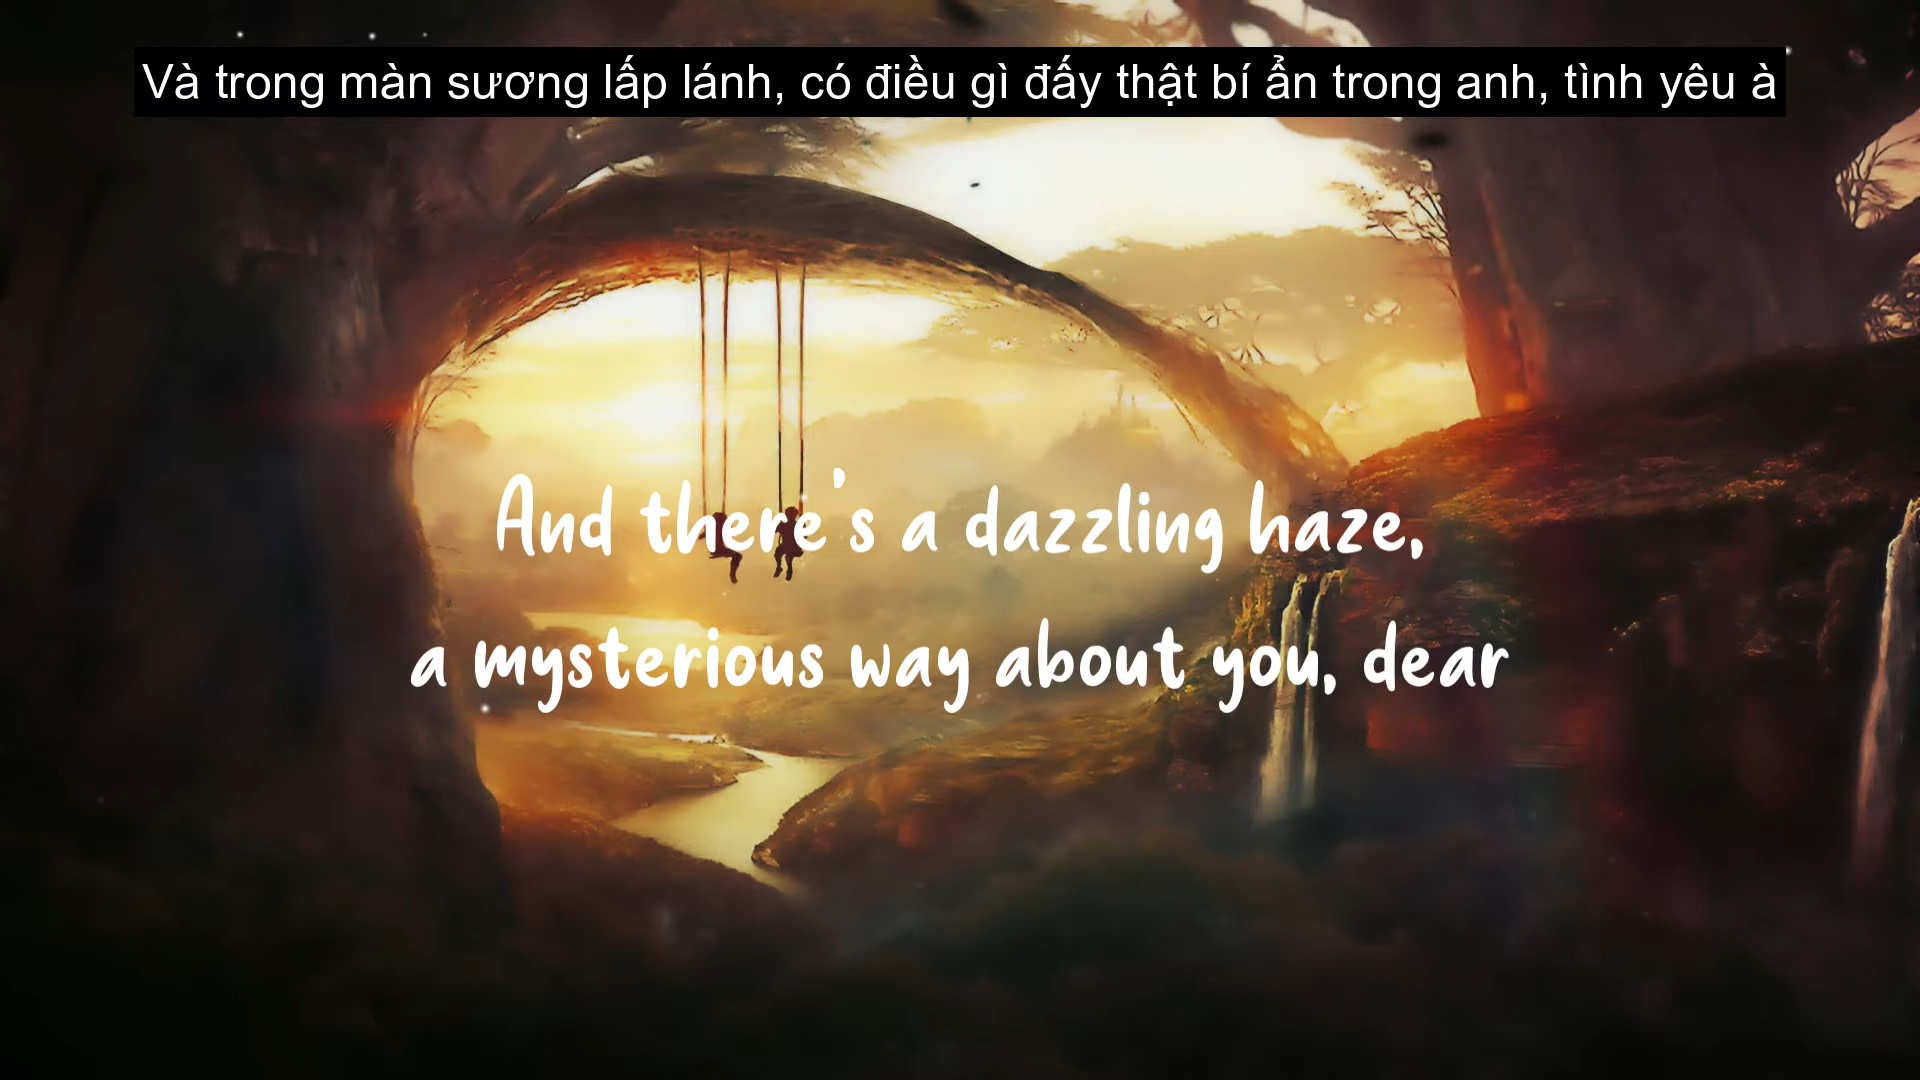 Và trong màn sương lấp lánh, có điều gì đấy thật bí ẩn trong anh, tình yêu à
And there's a dazzling haze,
a mysterious way about you, dear